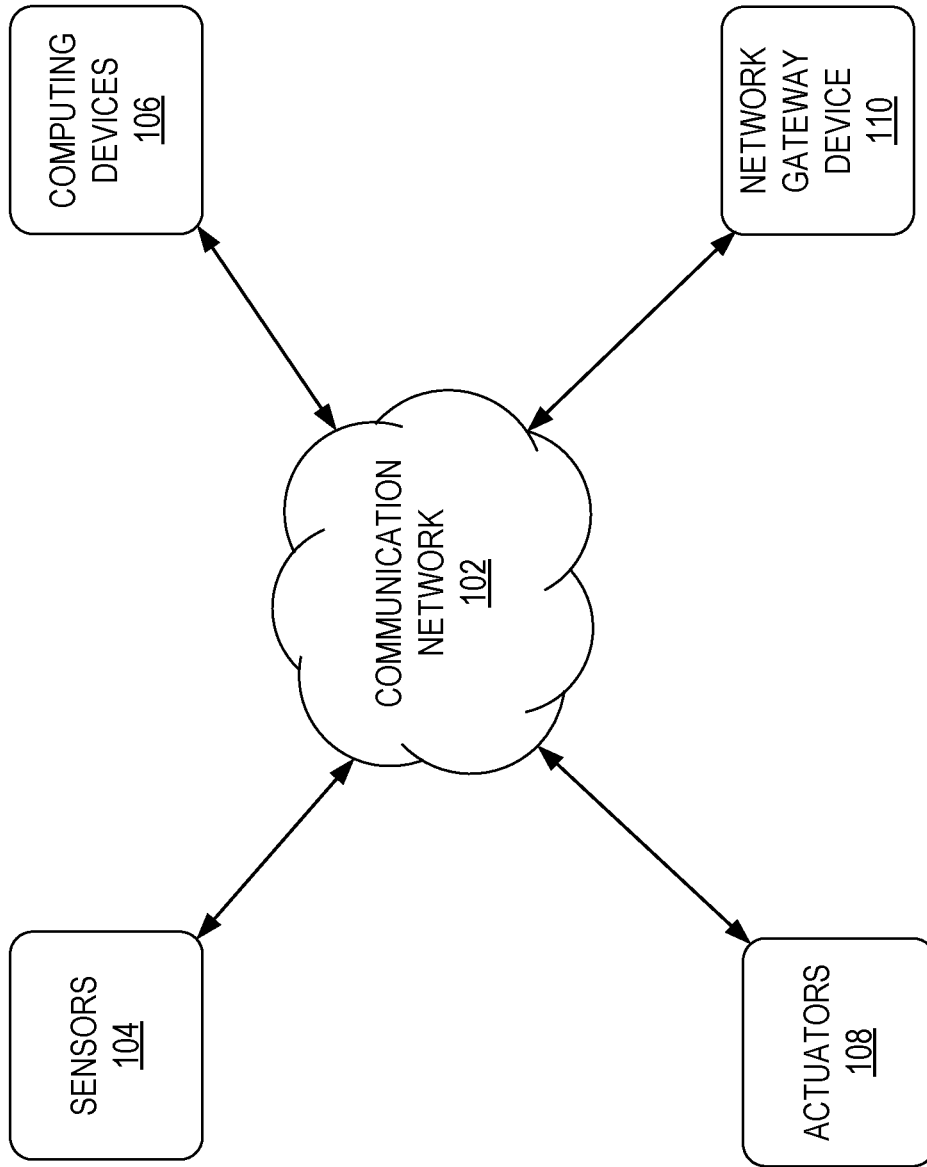 SENSORS
104
COMPUTING
DEVICES
106
COMMUNICATION
NETWORK
102
ACTUATORS
108
NETWORK
GATEWAY
DEVICE
110